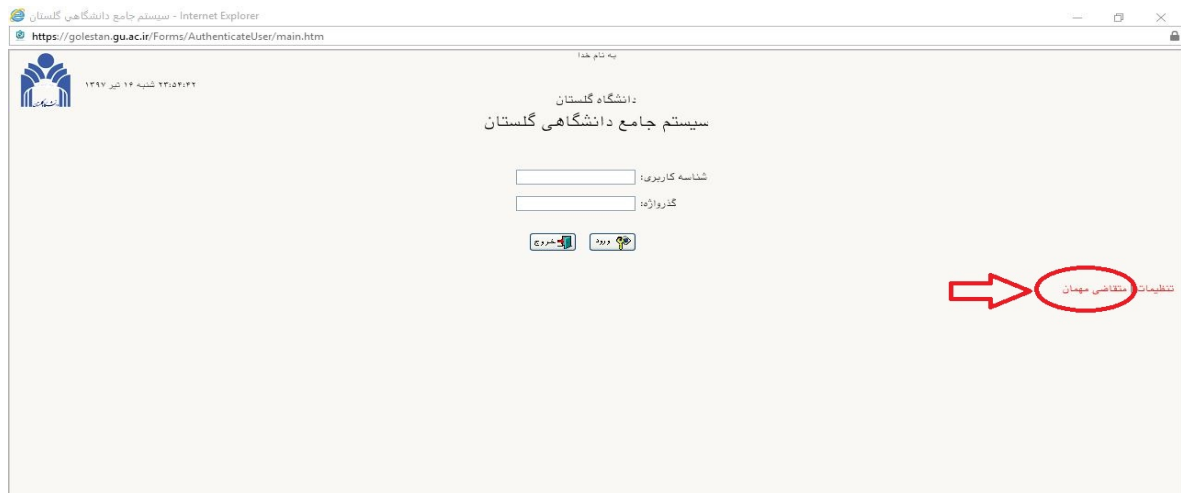 سیستم جامع دانشگاهی گلستان - Internet Explorer
https://golestan.gu.ac.ir/Forms/AuthenticateUser/main.htm
به نام خدا
۲۳:۵۴:۴۲ شنبه ۱۶ تیر ۱۳۹۷
دانشگاه گلستان
سیستم جامع دانشگاهی گلستان
شناسه کاربری:
گذرواژه:
ورود خروج
تنظیمات | متقاضی مهمان